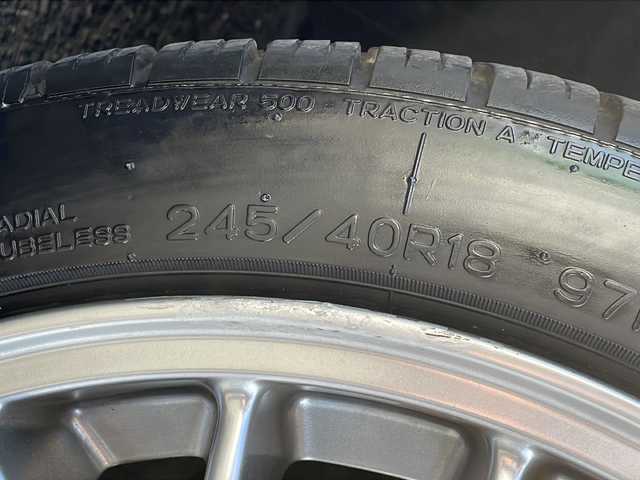 TREADWEAR 500 TRACTION A TEMPE
ADIAL
UBELESS
245/40R18 97